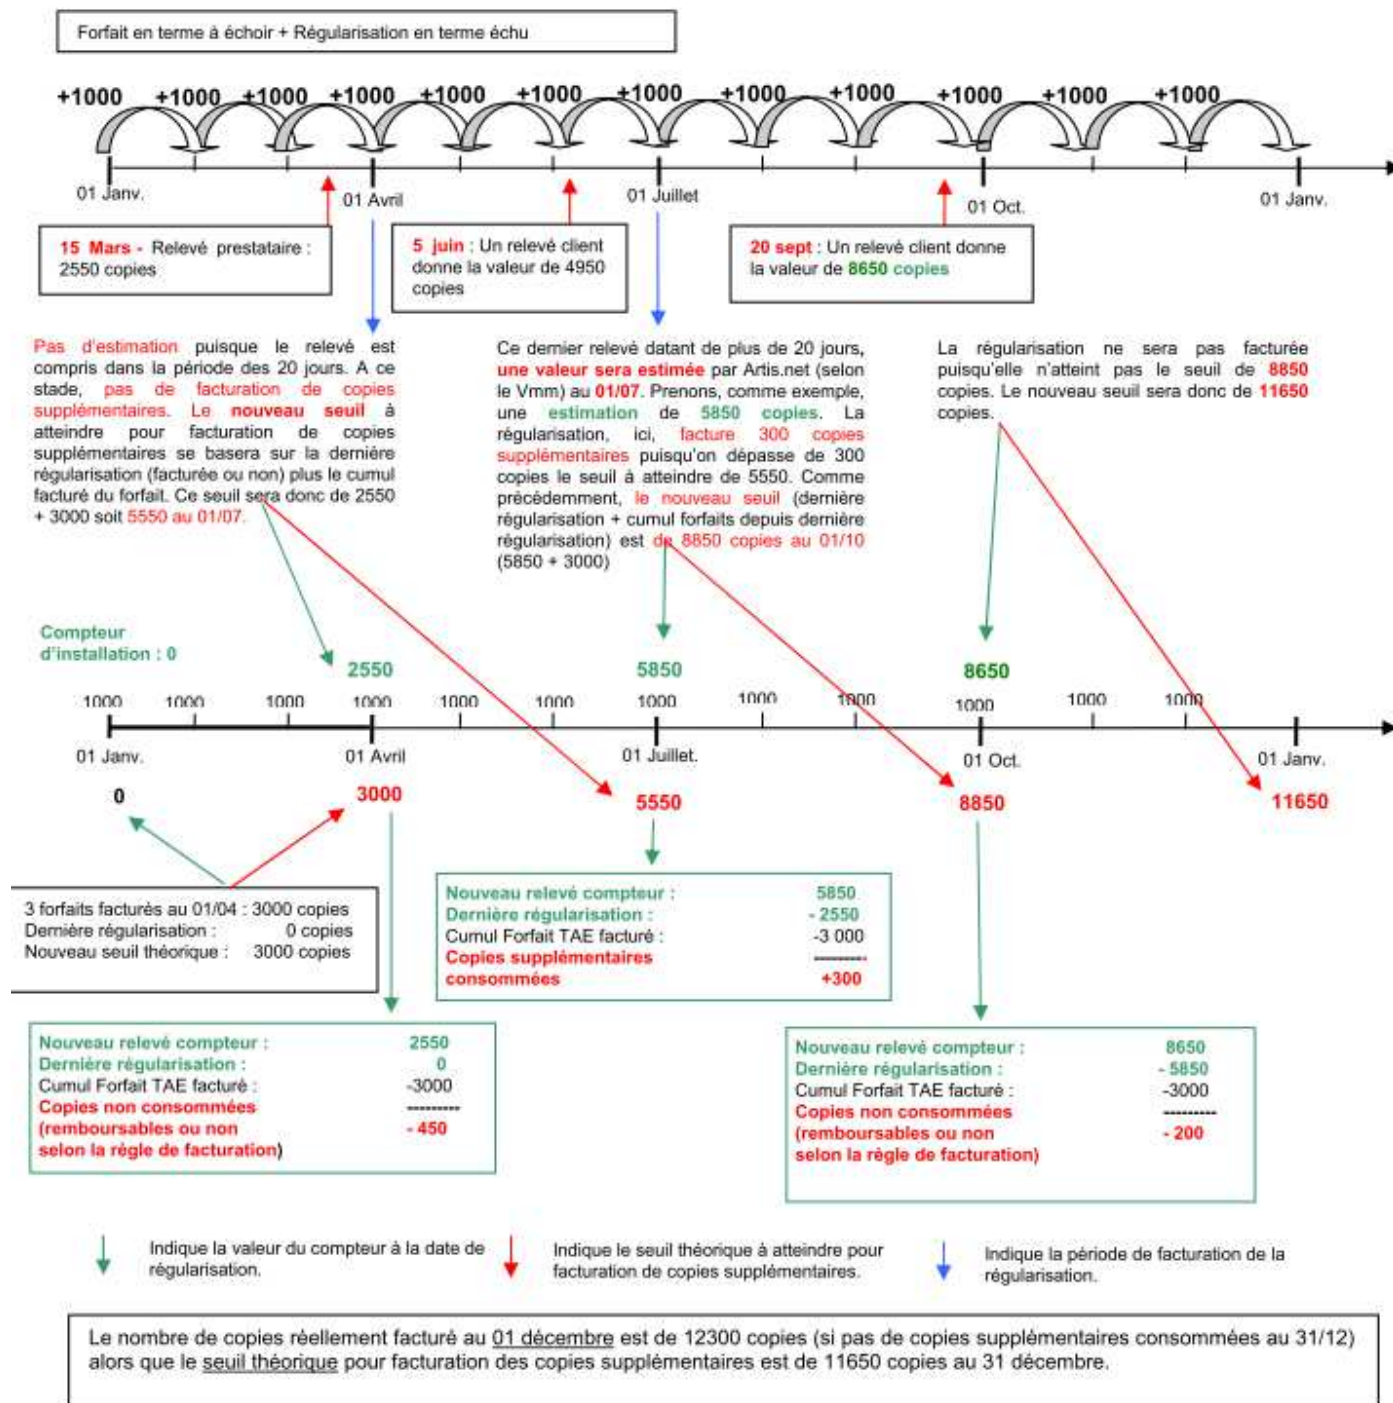 Forfait en terme à échoir + Régularisation en terme échu
+1000 +1000 +1000 +1000 +1000 +1000 +1000 +1000 +1000 +1000 +1000 +1000
01 Janv.
01 Avril
01 Juillet
01 Oct.
01 Janv.
15 Mars - Relevé prestataire :
2550 copies
5 juin : Un relevé client
donne la valeur de 4950
copies
20 sept : Un relevé client donne
la valeur de 8650 copies
Pas d'estimation puisque le relevé est
compris dans la période des 20 jours. A ce
stade, pas de facturation de copies
supplémentaires. Le nouveau seuil à
atteindre pour facturation de copies
supplémentaires se basera sur la dernière
régularisation (facturée ou non) plus le cumul
facturé du forfait. Ce seuil sera donc de 2550
+ 3000 soit 5550 au 01/07.
Ce dernier relevé datant de plus de 20 jours,
une valeur sera estimée par Artis.net (selon
le Vmm) au 01/07. Prenons, comme exemple,
une estimation de 5850 copies. La
régularisation, ici, facture 300 copies
supplémentaires puisqu'on dépasse de 300
copies le seuil à atteindre de 5550. Comme
précédemment, le nouveau seuil (dernière
régularisation + cumul forfaits depuis dernière
régularisation) est de 8850 copies au 01/10
(5850 + 3000)
La régularisation ne sera pas facturée
puisqu'elle n'atteint pas le seuil de 8850
copies. Le nouveau seuil sera donc de 11650
copies.
Compteur
d'installation : 0
2550
5850
8650
1000 1000 1000 1000 1000 1000 1000 1000 1000 1000 1000 1000
01 Janv.
01 Avril
01 Juillet.
01 Oct.
01 Janv.
0
3000
5550
8850
11650
3 forfaits facturés au 01/04 : 3000 copies
Dernière régularisation : 0 copies
Nouveau seuil théorique : 3000 copies
Nouveau relevé compteur : 5850
Dernière régularisation : - 2550
Cumul Forfait TAE facturé : -3 000
Copies supplémentaires ---------
consommées +300
Nouveau relevé compteur : 2550
Dernière régularisation : 0
Cumul Forfait TAE facturé : -3000
Copies non consommées ---------
(remboursables ou non - 450
selon la règle de facturation)
Nouveau relevé compteur : 8650
Dernière régularisation : - 5850
Cumul Forfait TAE facturé : -3000
Copies non consommées ---------
(remboursables ou non - 200
selon la règle de facturation)
Indique la valeur du compteur à la date de
régularisation.
Indique le seuil théorique à atteindre pour
facturation de copies supplémentaires.
Indique la période de facturation de la
régularisation.
Le nombre de copies réellement facturé au 01 décembre est de 12300 copies (si pas de copies supplémentaires consommées au 31/12)
alors que le seuil théorique pour facturation des copies supplémentaires est de 11650 copies au 31 décembre.